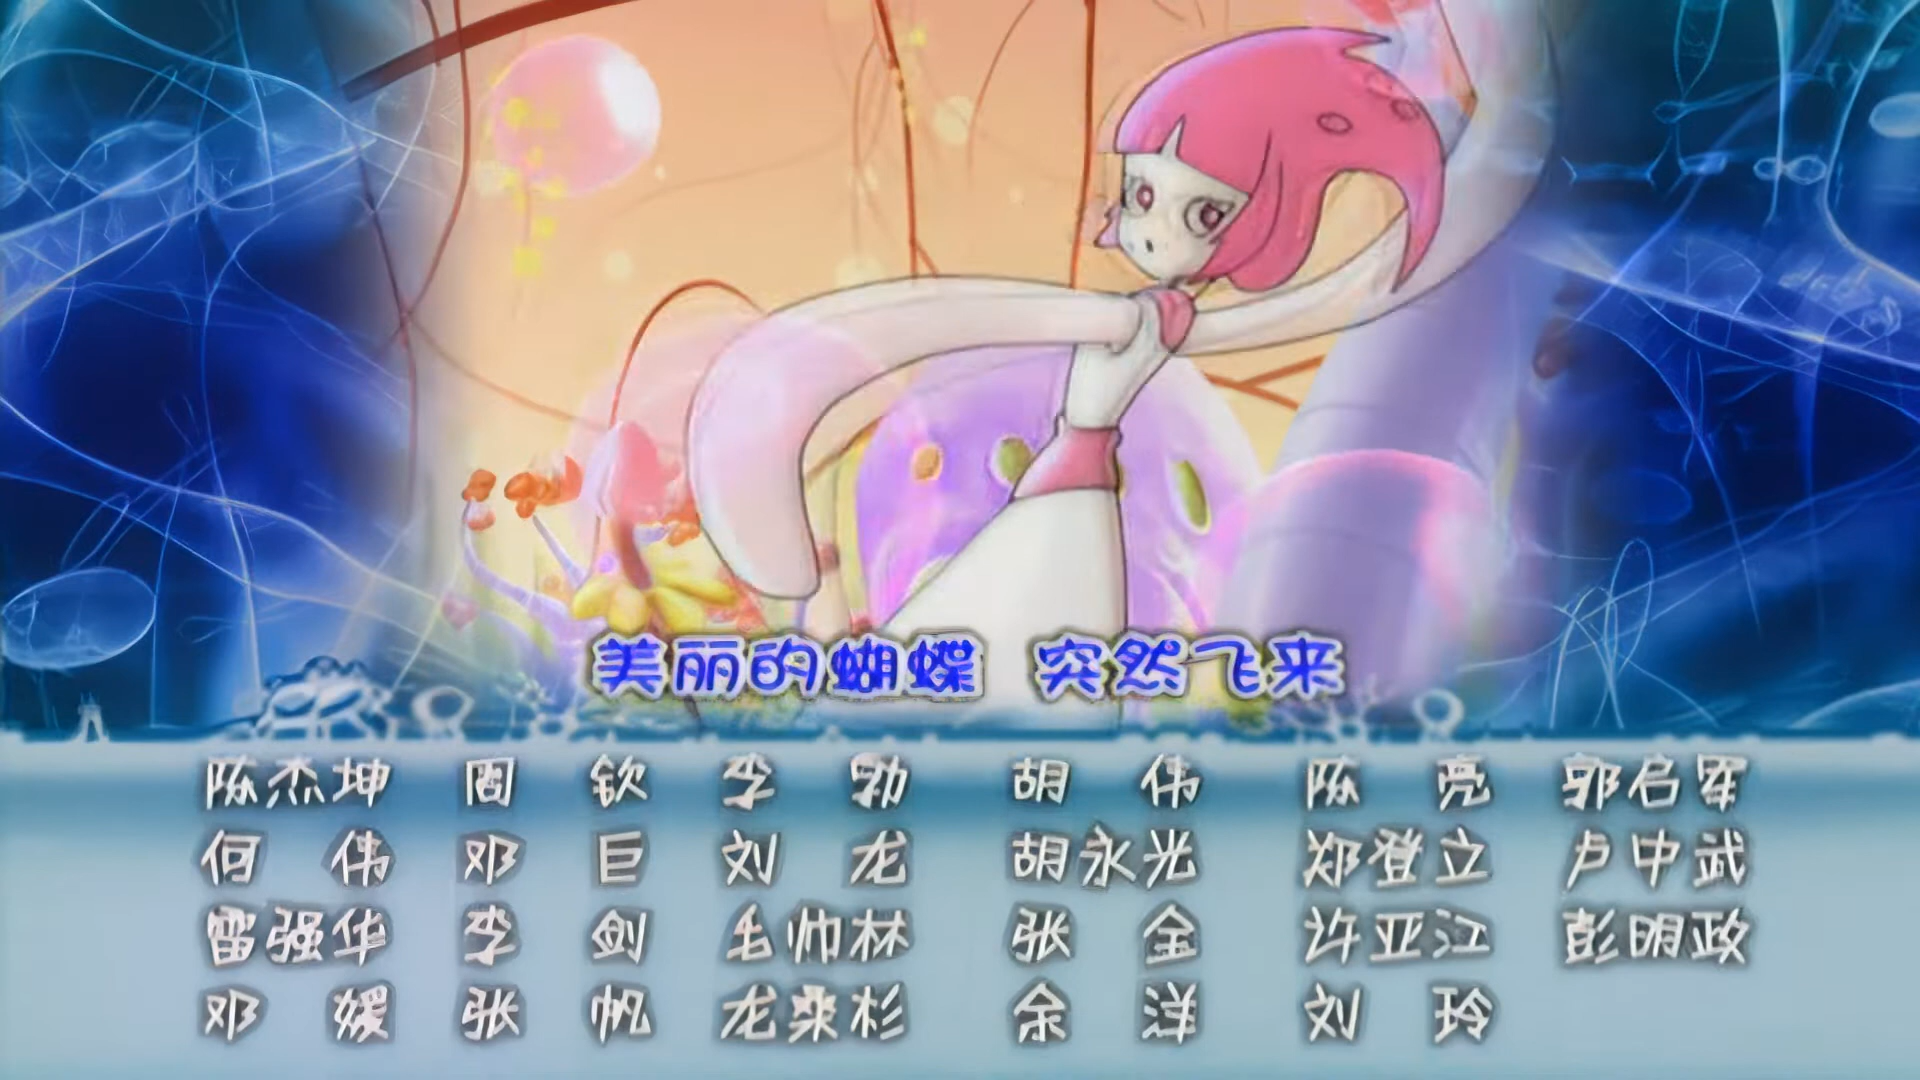 美丽的蝴蝶 突然飞来
陈杰坤 周钦 李勃 胡伟 陈亮 郭启军
何伟 邓巨 刘龙 胡永光 郑登立 卢中武
雷强华 李剑 毛帅林 张金 许亚江 彭明政
邓媛 张帆 龙桑杉 余洋 刘玲